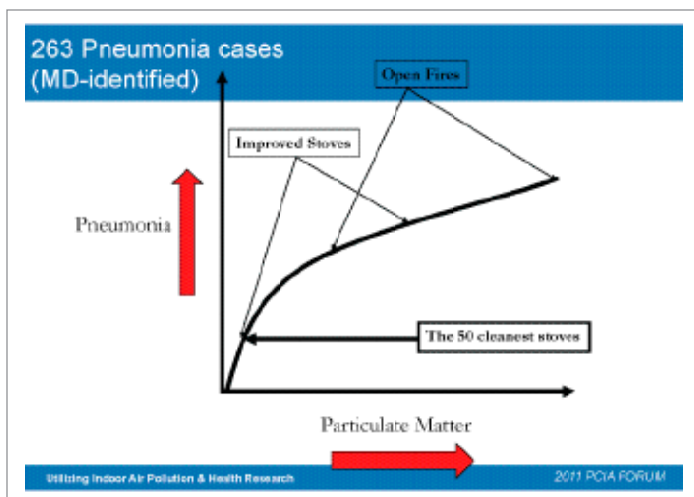 263 Pneumonia cases
(MD-identified)
Open Fires
Improved Stoves
Pneumonia
The 50 cleanest stoves
Particulate Matter
Utilizing Indoor Air Pollution & Health Research
2011 PCIA FORUM